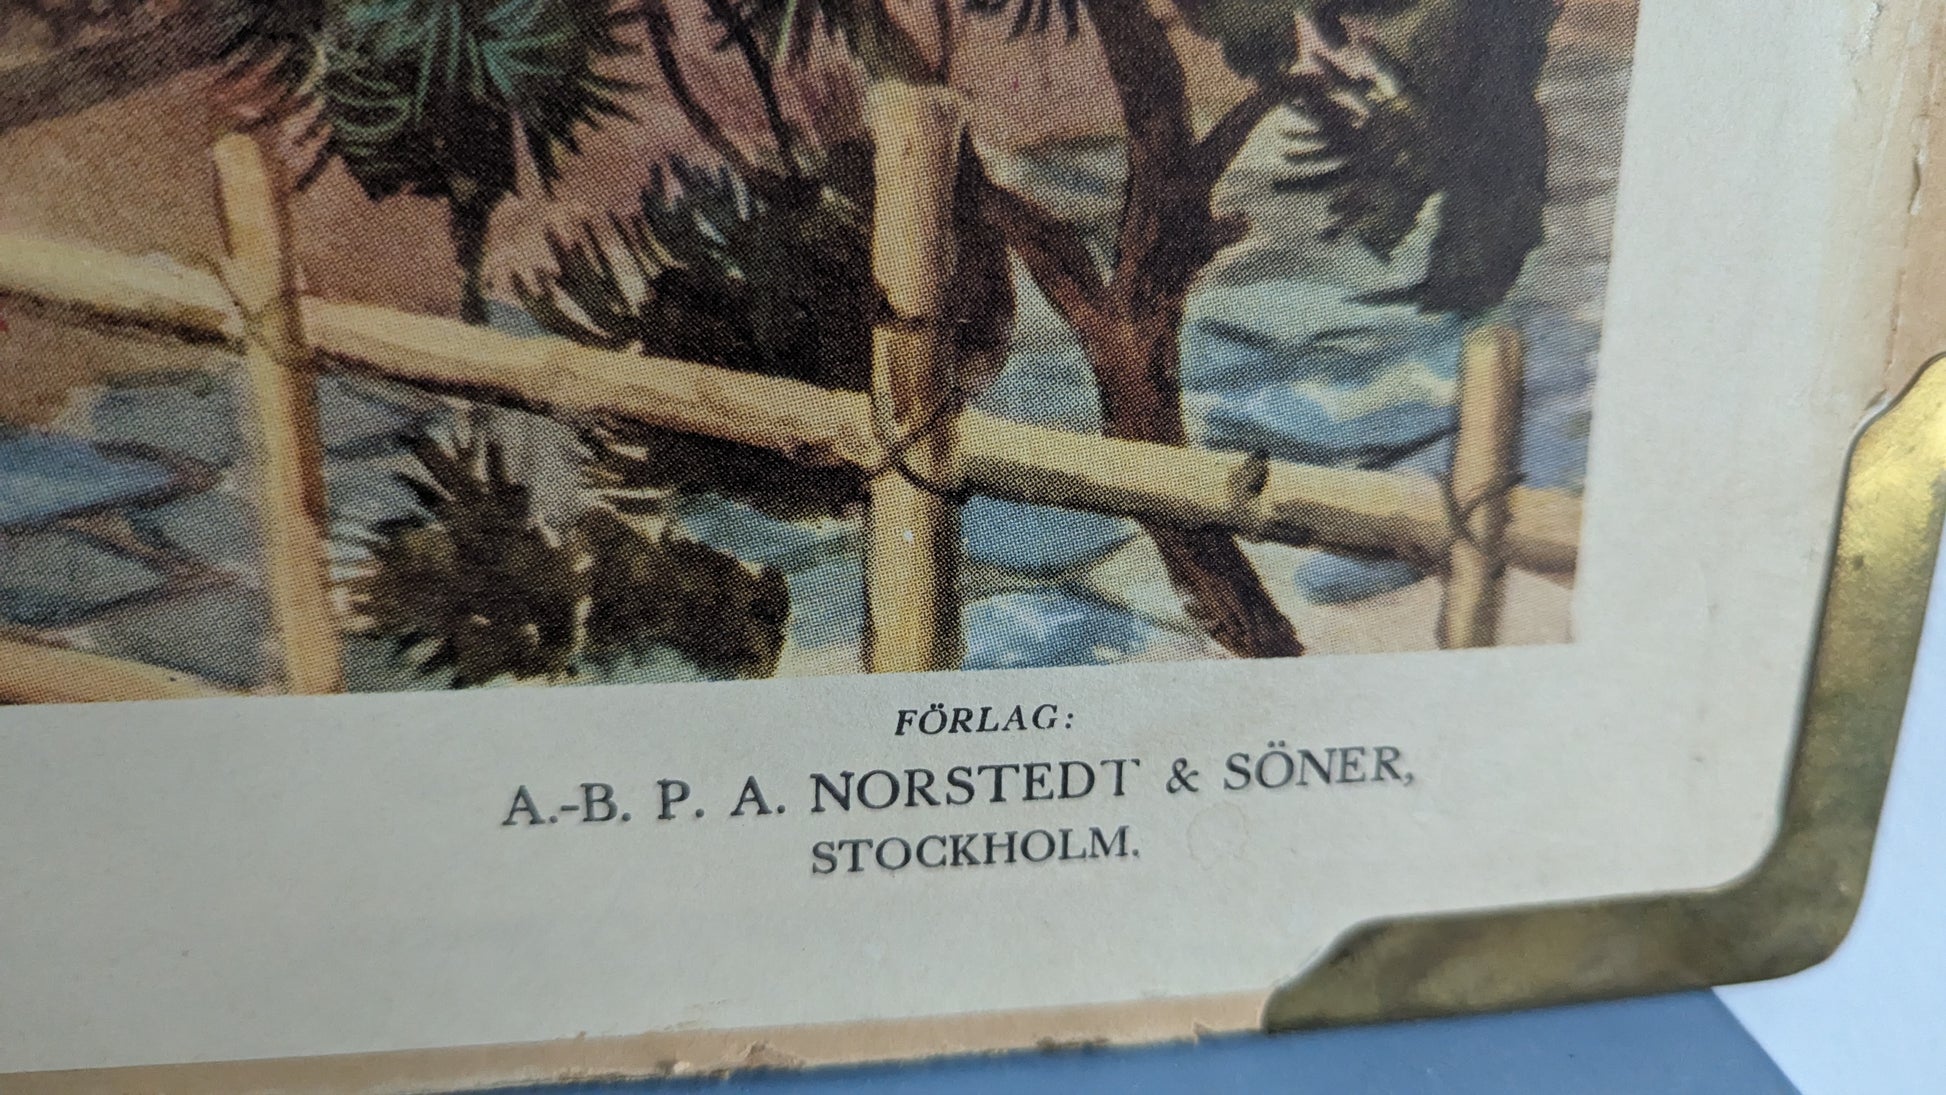 FÖRLAG:
A.-B. P. A. NORSTEDT & SÖNER,
STOCKHOLM.